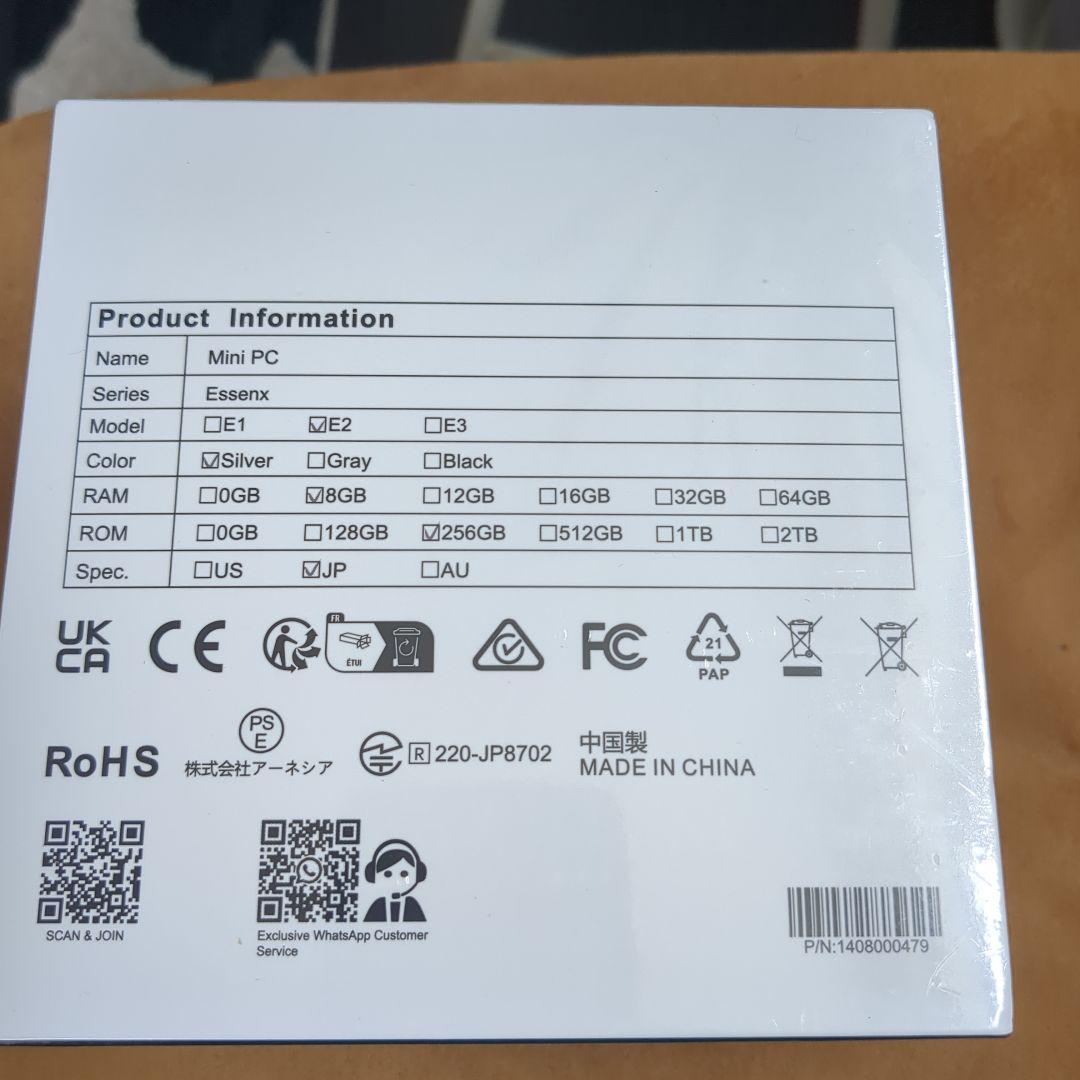 Product Information
Name Mini PC
Series Essenx
Model ☐E1 ☑E2 ☐E3
Color ☑Silver ☐Gray ☐Black
RAM ☐0GB ☑8GB ☐12GB ☐16GB ☐32GB ☐64GB
ROM ☐0GB ☐128GB ☑256GB ☐512GB ☐1TB ☐2TB
Spec. ☐US ☑JP ☐AU
UK
CA
CE
FR
ÉTUI
FC
21
PAP
RoHS
PS
E
株式会社アーネシア
R 220-JP8702
中国製
MADE IN CHINA
SCAN & JOIN
Exclusive WhatsApp Customer
Service
P/N:1408000479